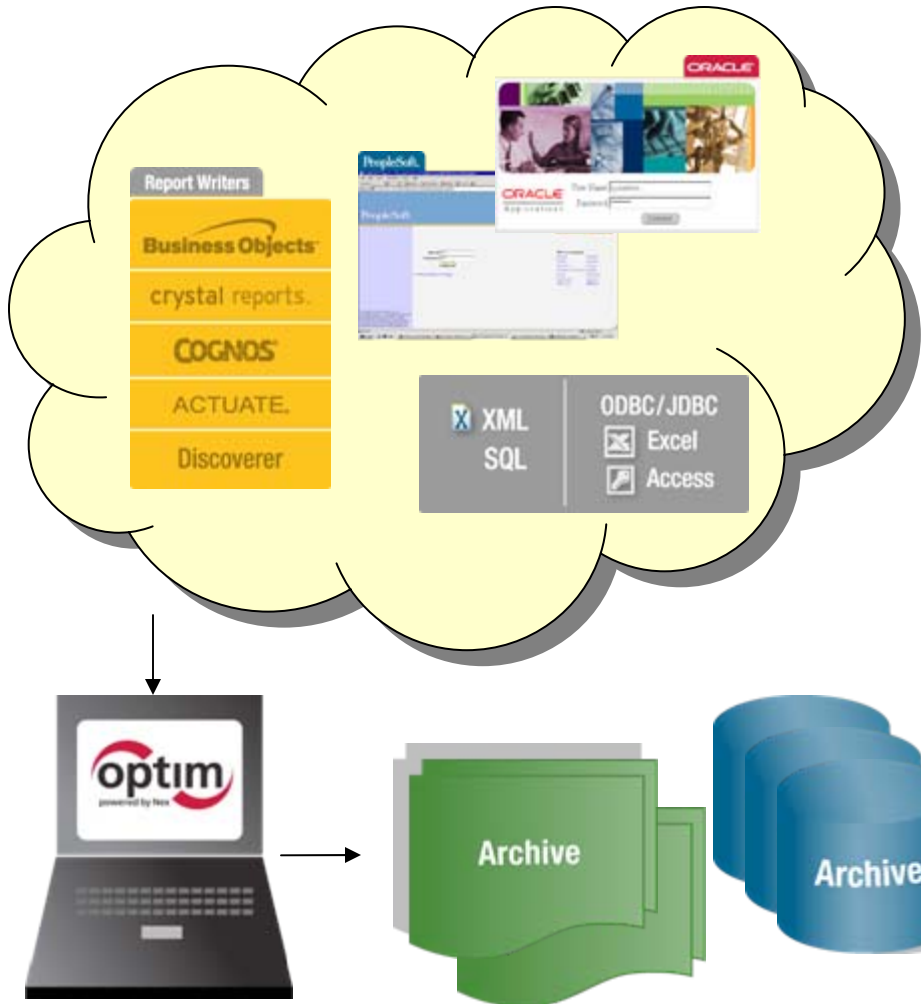 ORACLE
PeopleSoft.
PeopleSoft.
ORACLE
Applications
User Name
Password
Report Writers
Business Objects
crystal reports.
COGNOS
ACTUATE.
Discoverer
XML
SQL
ODBC/JDBC
Excel
Access
optim
powered by Nex
Archive
Archive